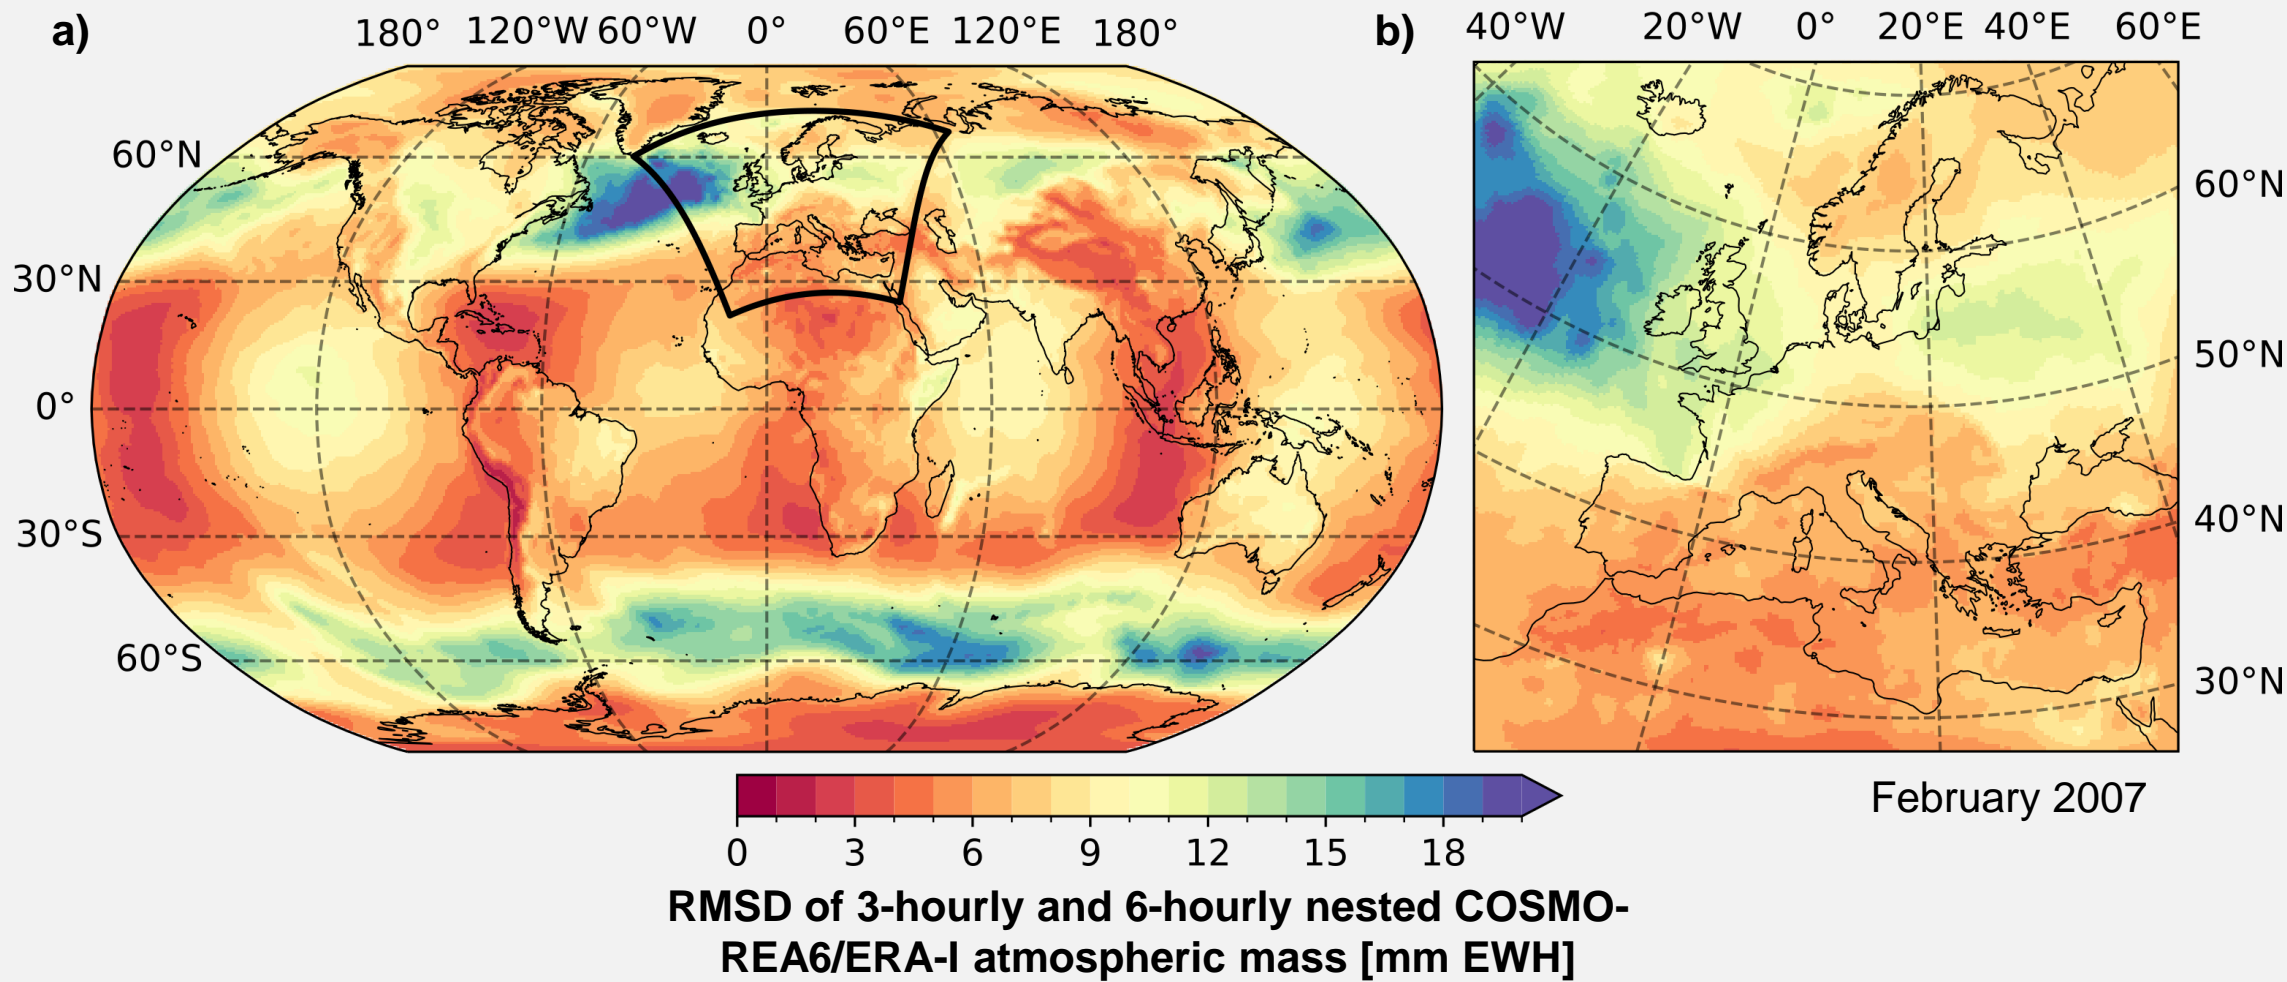 a)
180° 120°W 60°W 0° 60°E 120°E 180°
60°N
30°N
0°
30°S
60°S
b)
40°W 20°W 0° 20°E 40°E 60°E
60°N
50°N
40°N
30°N
0 3 6 9 12 15 18
February 2007
RMSD of 3-hourly and 6-hourly nested COSMO-
REA6/ERA-I atmospheric mass [mm EWH]